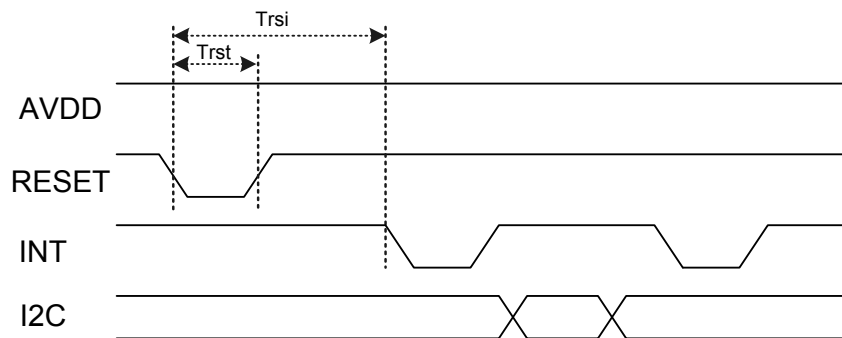 Trsi
Trst
AVDD
RESET
INT
I2C